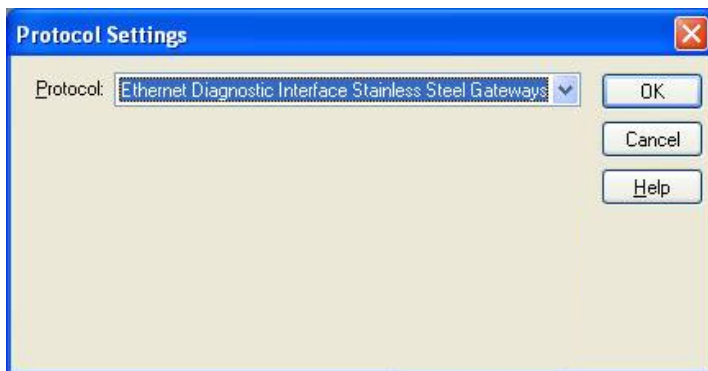 Protocol Settings
Protocol: Ethernet Diagnostic Interface Stainless Steel Gateways
OK
Cancel
Help